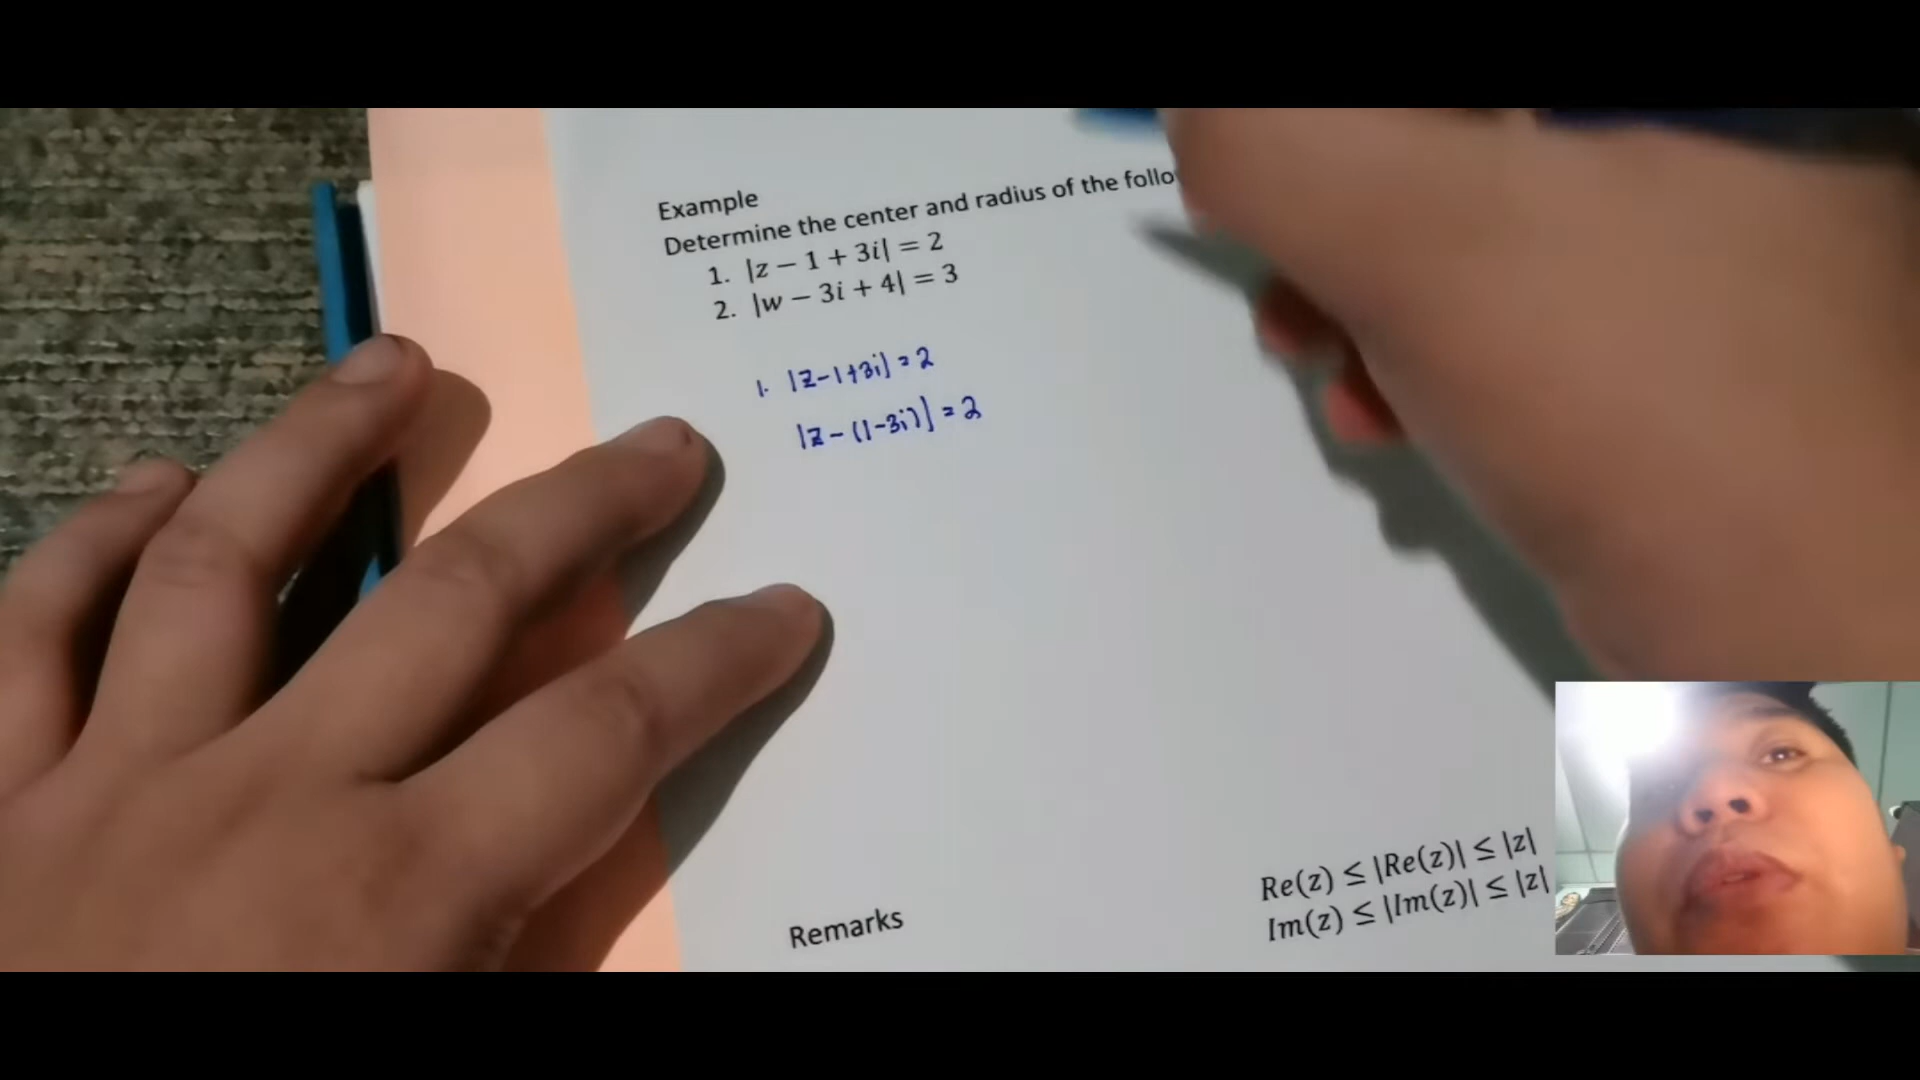 Example
Determine the center and radius of the
1. |z − 1 + 3i| = 2
2. |w − 3i + 4| = 3
1. |z-1+3i| = 2
|z-(1-3i)| = 2
Re(z) ≤ |Re(z)| ≤ |z|
Im(z) ≤ |Im(z)| ≤ |z|
Remarks